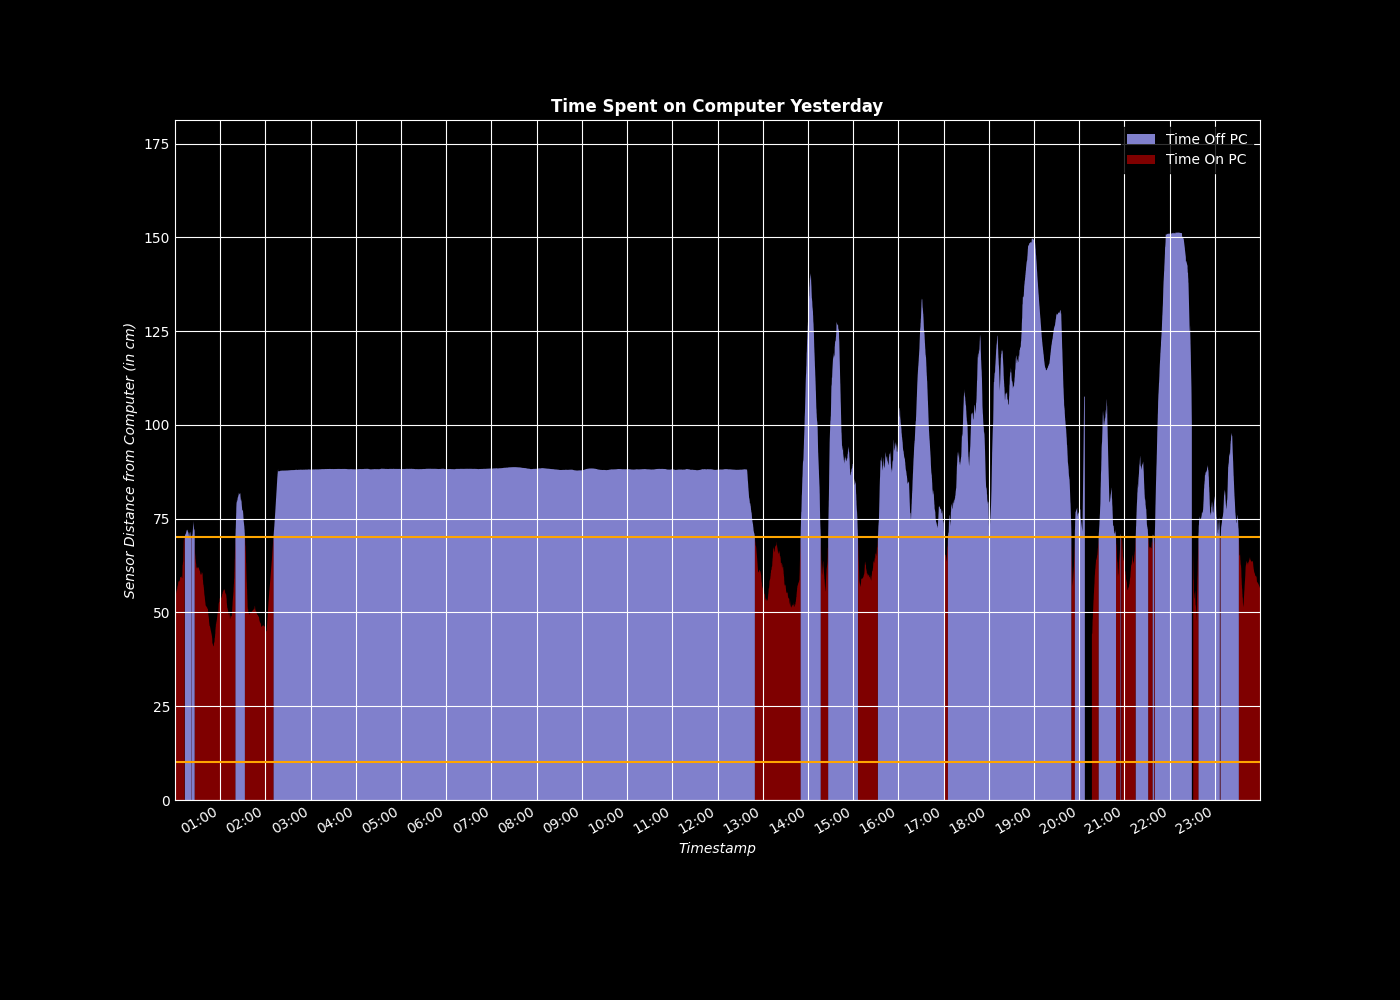 Time Spent on Computer Yesterday
Time Off PC
Time On PC
175
150
125
100
75
50
25
0
Sensor Distance from Computer (in cm)
01:00 02:00 03:00 04:00 05:00 06:00 07:00 08:00 09:00 10:00 11:00 12:00 13:00 14:00 15:00 16:00 17:00 18:00 19:00 20:00 21:00 22:00 23:00
Timestamp